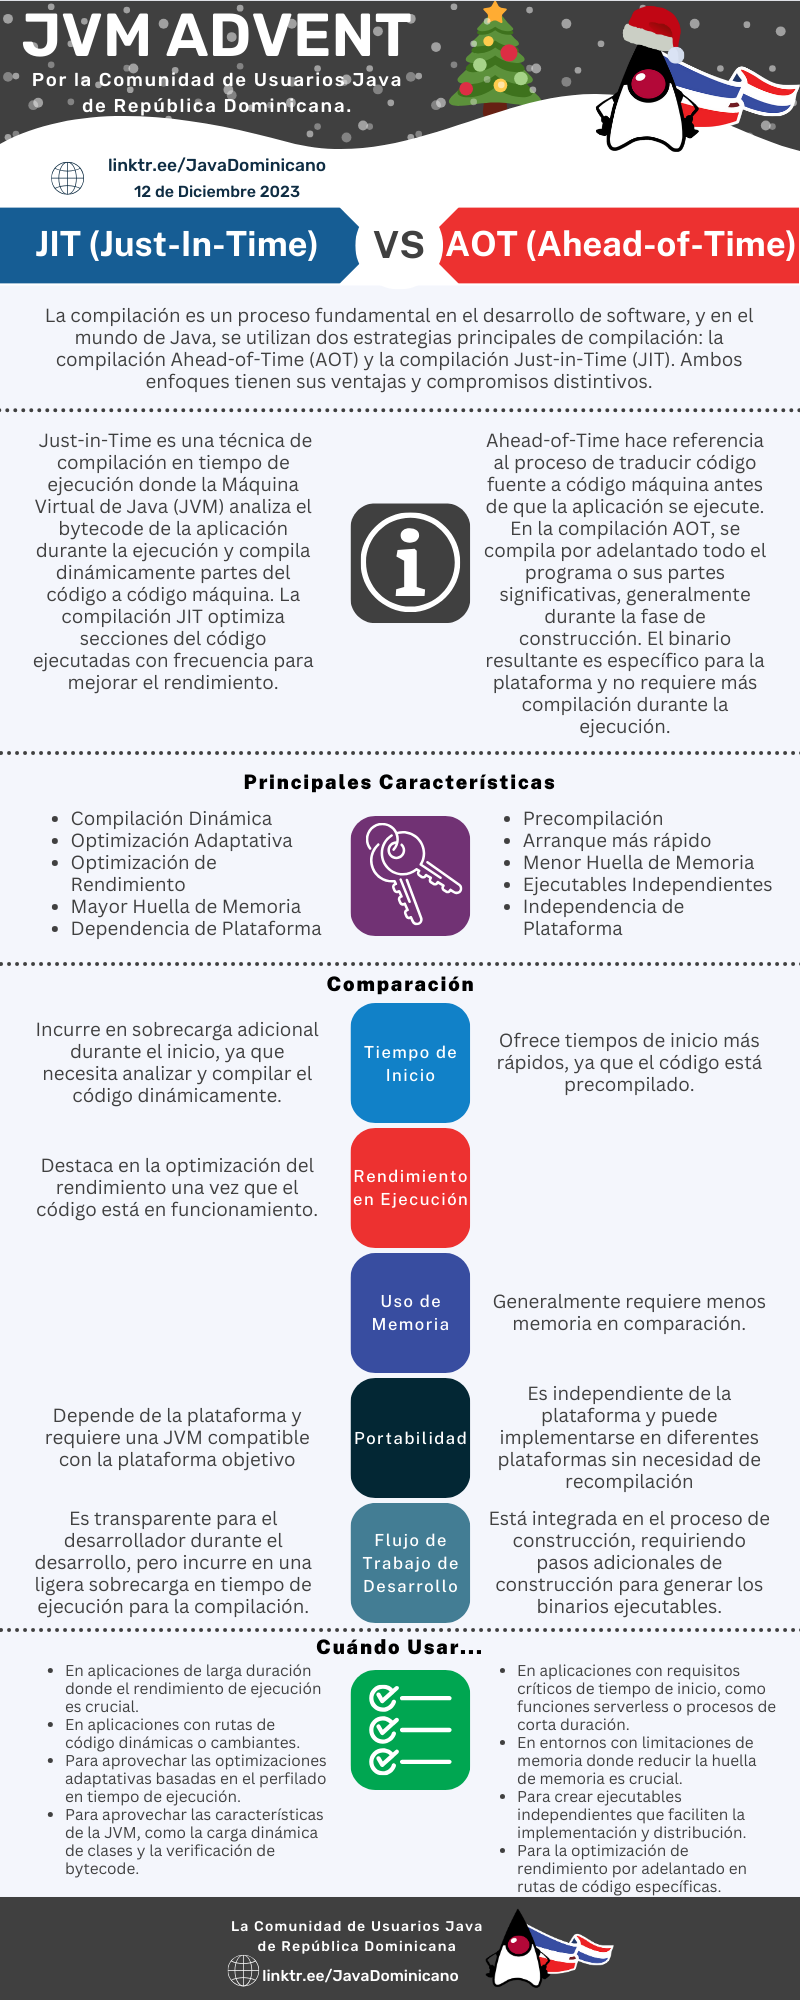 JVM ADVENT
Por la Comunidad de Usuarios Java
de República Dominicana.
linktr.ee/JavaDominicano
12 de Diciembre 2023
JIT (Just-In-Time)
VS
AOT (Ahead-of-Time)
La compilación es un proceso fundamental en el desarrollo de software, y en el
mundo de Java, se utilizan dos estrategias principales de compilación: la
compilación Ahead-of-Time (AOT) y la compilación Just-in-Time (JIT). Ambos
enfoques tienen sus ventajas y compromisos distintivos.
Just-in-Time es una técnica de
compilación en tiempo de
ejecución donde la Máquina
Virtual de Java (JVM) analiza el
bytecode de la aplicación
durante la ejecución y compila
dinámicamente partes del
código a código máquina. La
compilación JIT optimiza
secciones del código
ejecutadas con frecuencia para
mejorar el rendimiento.
Ahead-of-Time hace referencia
al proceso de traducir código
fuente a código máquina antes
de que la aplicación se ejecute.
En la compilación AOT, se
compila por adelantado todo el
programa o sus partes
significativas, generalmente
durante la fase de
construcción. El binario
resultante es específico para la
plataforma y no requiere más
compilación durante la
ejecución.
Principales Características
• Compilación Dinámica
• Optimización Adaptativa
• Optimización de
Rendimiento
• Mayor Huella de Memoria
• Dependencia de Plataforma
• Precompilación
• Arranque más rápido
• Menor Huella de Memoria
• Ejecutables Independientes
• Independencia de
Plataforma
Comparación
Incurre en sobrecarga adicional
durante el inicio, ya que
necesita analizar y compilar el
código dinámicamente.
Tiempo de
Inicio
Ofrece tiempos de inicio más
rápidos, ya que el código está
precompilado.
Destaca en la optimización del
rendimiento una vez que el
código está en funcionamiento.
Rendimiento
en Ejecución
Uso de
Memoria
Generalmente requiere menos
memoria en comparación.
Depende de la plataforma y
requiere una JVM compatible
con la plataforma objetivo
Portabilidad
Es independiente de la
plataforma y puede
implementarse en diferentes
plataformas sin necesidad de
recompilación
Es transparente para el
desarrollador durante el
desarrollo, pero incurre en una
ligera sobrecarga en tiempo de
ejecución para la compilación.
Flujo de
Trabajo de
Desarrollo
Está integrada en el proceso de
construcción, requiriendo
pasos adicionales de
construcción para generar los
binarios ejecutables.
Cuándo Usar...
• En aplicaciones de larga duración
donde el rendimiento de ejecución
es crucial.
• En aplicaciones con rutas de
código dinámicas o cambiantes.
• Para aprovechar las optimizaciones
adaptativas basadas en el perfilado
en tiempo de ejecución.
• Para aprovechar las características
de la JVM, como la carga dinámica
de clases y la verificación de
bytecode.
• En aplicaciones con requisitos
críticos de tiempo de inicio, como
funciones serverless o procesos de
corta duración.
• En entornos con limitaciones de
memoria donde reducir la huella
de memoria es crucial.
• Para crear ejecutables
independientes que faciliten la
implementación y distribución.
• Para la optimización de
rendimiento por adelantado en
rutas de código específicas.
La Comunidad de Usuarios Java
de República Dominicana
linktr.ee/JavaDominicano